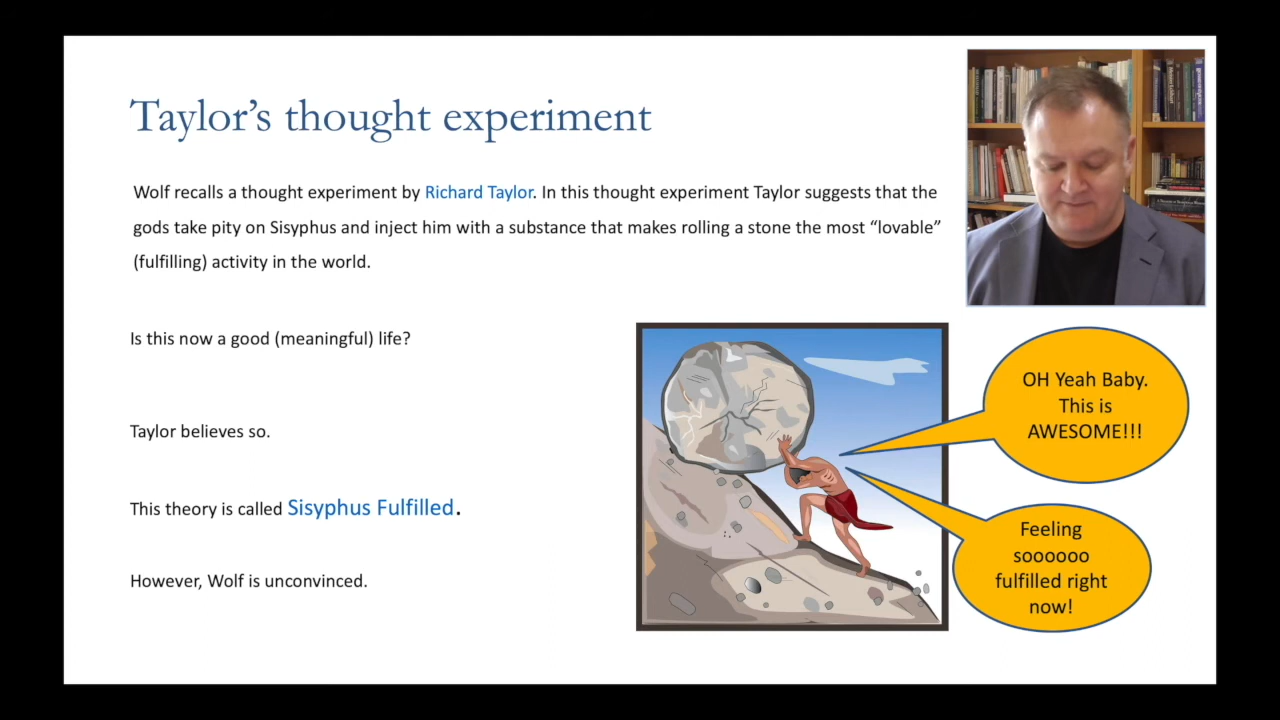 Taylor's thought experiment
Wolf recalls a thought experiment by Richard Taylor. In this thought experiment Taylor suggests that the
gods take pity on Sisyphus and inject him with a substance that makes rolling a stone the most “lovable”
(fulfilling) activity in the world.
Is this now a good (meaningful) life?
Taylor believes so.
This theory is called Sisyphus Fulfilled.
However, Wolf is unconvinced.
OH Yeah Baby.
This is
AWESOME!!!
Feeling
soooooo
fulfilled right
now!